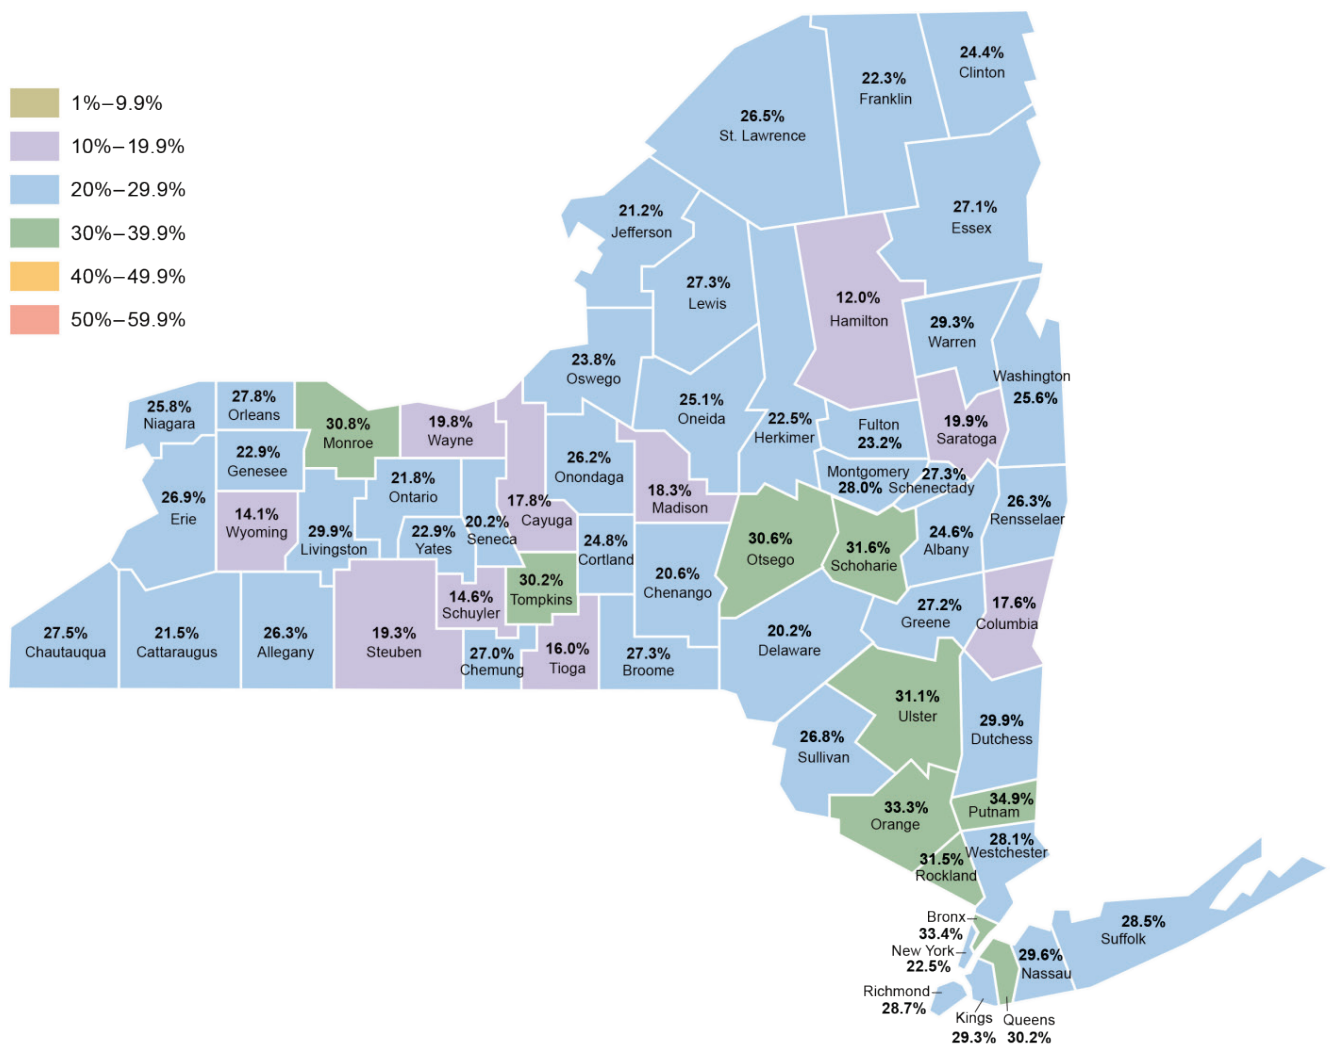 1%–9.9%
10%–19.9%
20%–29.9%
30%–39.9%
40%–49.9%
50%–59.9%
24.4%
Clinton
22.3%
Franklin
26.5%
St. Lawrence
27.1%
Essex
21.2%
Jefferson
27.3%
Lewis
12.0%
Hamilton
29.3%
Warren
Washington
25.6%
23.8%
Oswego
25.1%
Oneida
22.5%
Herkimer
Fulton
23.2%
19.9%
Saratoga
25.8%
Niagara
27.8%
Orleans
30.8%
Monroe
19.8%
Wayne
22.9%
Genesee
21.8%
Ontario
26.2%
Onondaga
18.3%
Madison
Montgomery
28.0%
27.3%
Schenectady
26.3%
Rensselaer
26.9%
Erie
14.1%
Wyoming
29.9%
Livingston
22.9%
Yates
20.2%
Seneca
17.8%
Cayuga
24.8%
Cortland
30.6%
Otsego
31.6%
Schoharie
24.6%
Albany
20.6%
Chenango
14.6%
Schuyler
30.2%
Tompkins
27.2%
Greene
17.6%
Columbia
27.5%
Chautauqua
21.5%
Cattaraugus
26.3%
Allegany
19.3%
Steuben
27.0%
Chemung
16.0%
Tioga
27.3%
Broome
20.2%
Delaware
31.1%
Ulster
29.9%
Dutchess
26.8%
Sullivan
33.3%
Orange
34.9%
Putnam
28.1%
Westchester
31.5%
Rockland
Bronx
33.4%
New York
22.5%
Richmond
28.7%
Kings
29.3%
Queens
30.2%
29.6%
Nassau
28.5%
Suffolk